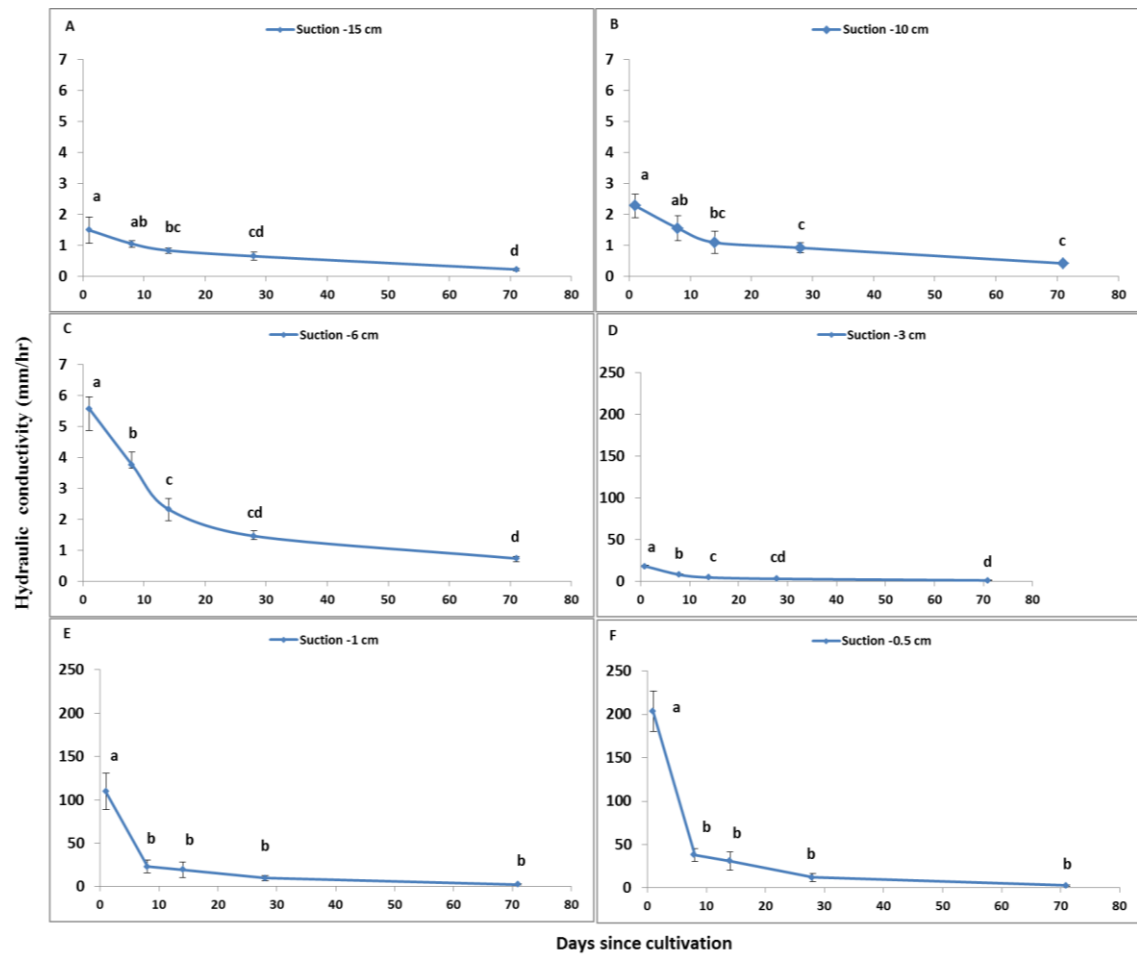 A
Suction -15 cm
7
6
5
4
3
2
1
0
a
ab
bc
cd
d
0 10 20 30 40 50 60 70 80
B
Suction -10 cm
7
6
5
4
3
2
1
0
a
ab
bc
c
c
0 10 20 30 40 50 60 70 80
Hydraulic conductivity (mm/hr)
C
Suction -6 cm
7
6
5
4
3
2
1
0
a
b
c
cd
d
0 10 20 30 40 50 60 70 80
D
Suction -3 cm
250
200
150
100
50
0
a b c cd d
0 10 20 30 40 50 60 70 80
E
Suction -1 cm
250
200
150
100
50
0
a
b b b b
0 10 20 30 40 50 60 70 80
F
Suction -0.5 cm
250
200
150
100
50
0
a
b b b b
0 10 20 30 40 50 60 70 80
Days since cultivation